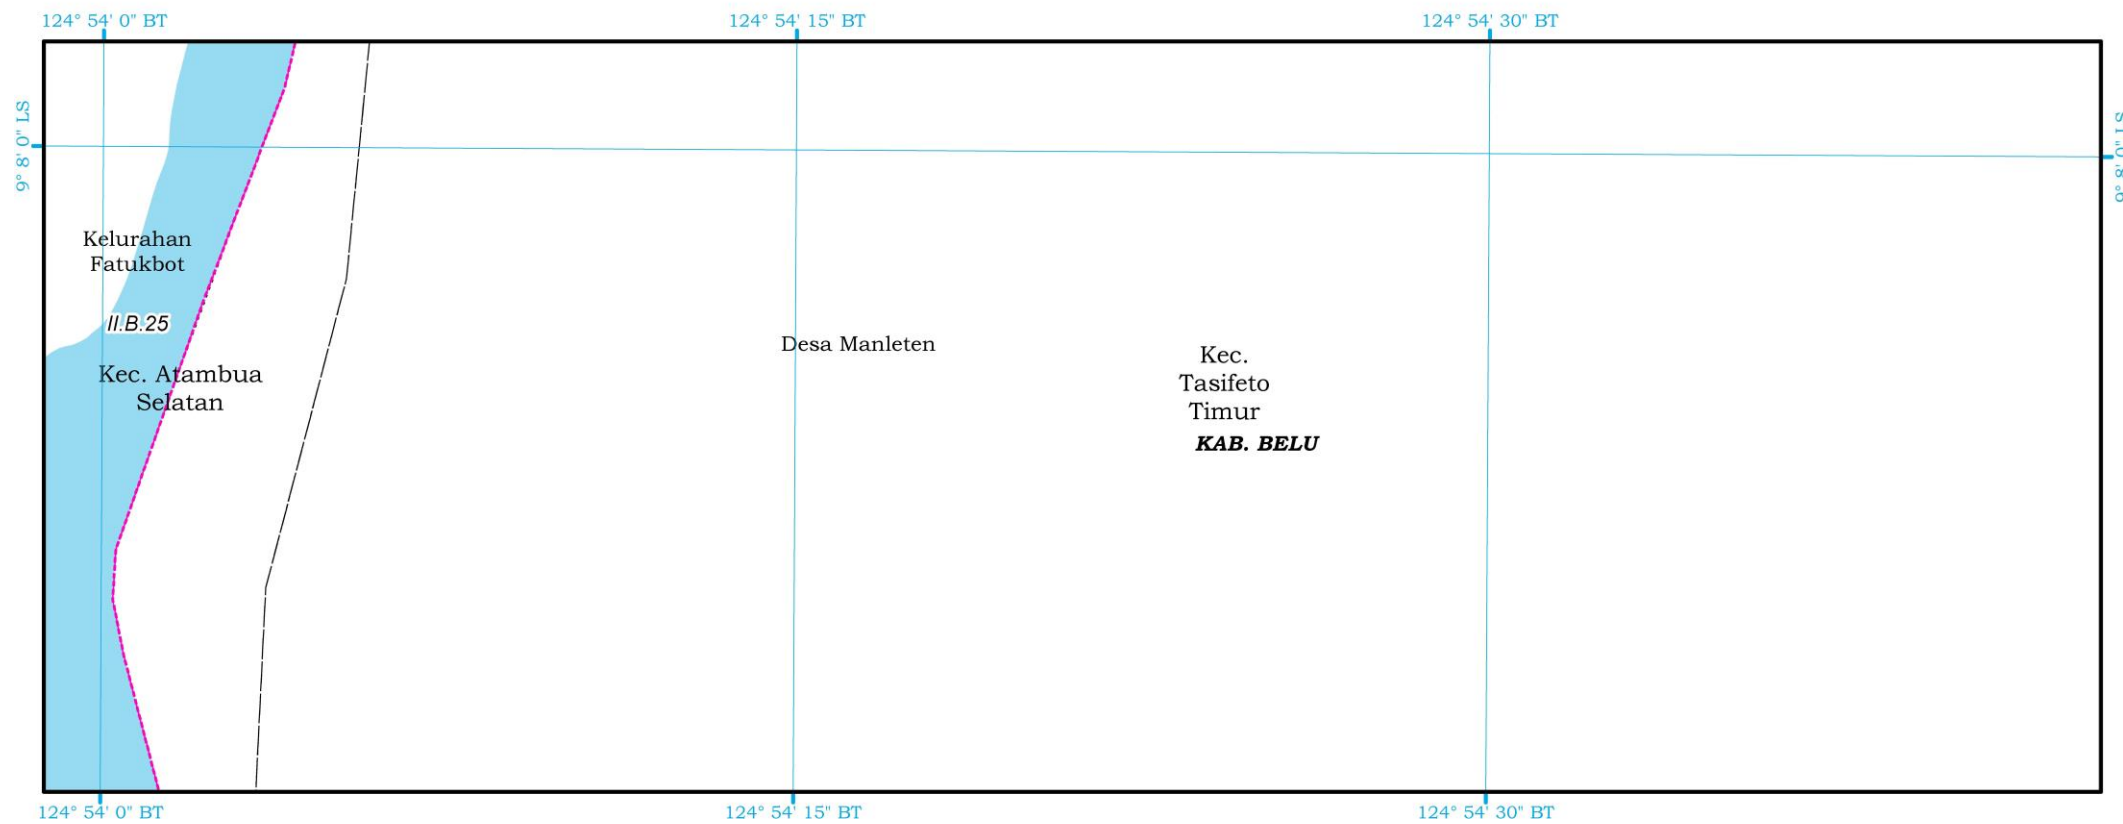 124° 54' 0" BT
124° 54' 15" BT
124° 54' 30" BT
9° 8' 0" LS
9° 8' 0" LS
Kelurahan
Fatukbot
II.B.25
Kec. Atambua
Selatan
Desa Manleten
Kec.
Tasifeto
Timur
KAB. BELU
124° 54' 0" BT
124° 54' 15" BT
124° 54' 30" BT